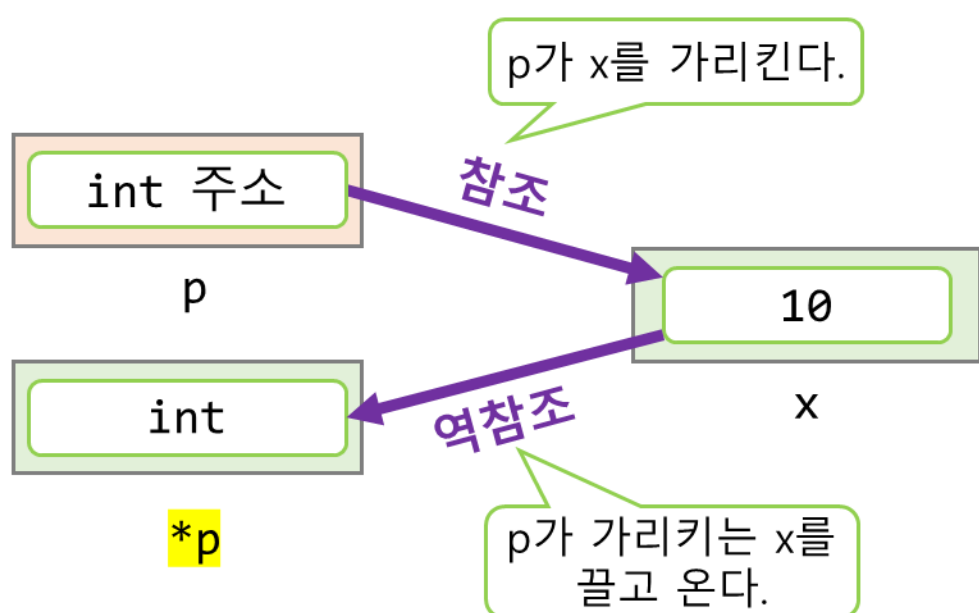 p가 x를 가리킨다.
int 주소
참조
p
10
x
int
역참조
*p
p가 가리키는 x를
끌고 온다.